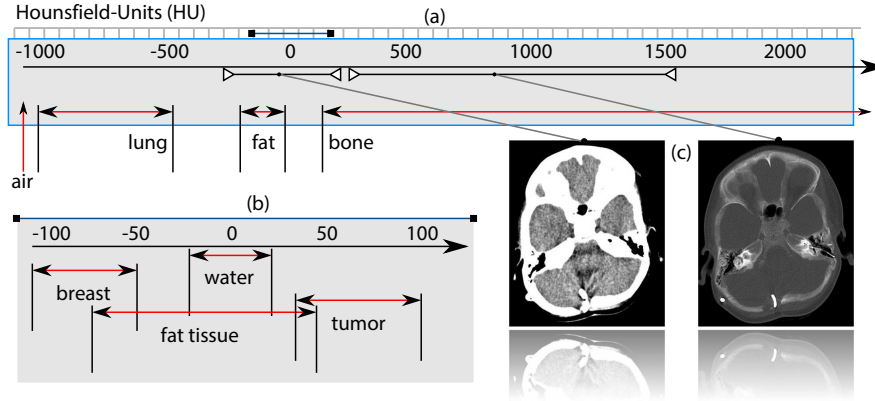 Hounsfield-Units (HU)
(a)
-1000 -500 0 500 1000 1500 2000
lung fat bone
air
(c)
(b)
-100 -50 0 50 100
water
breast
fat tissue tumor